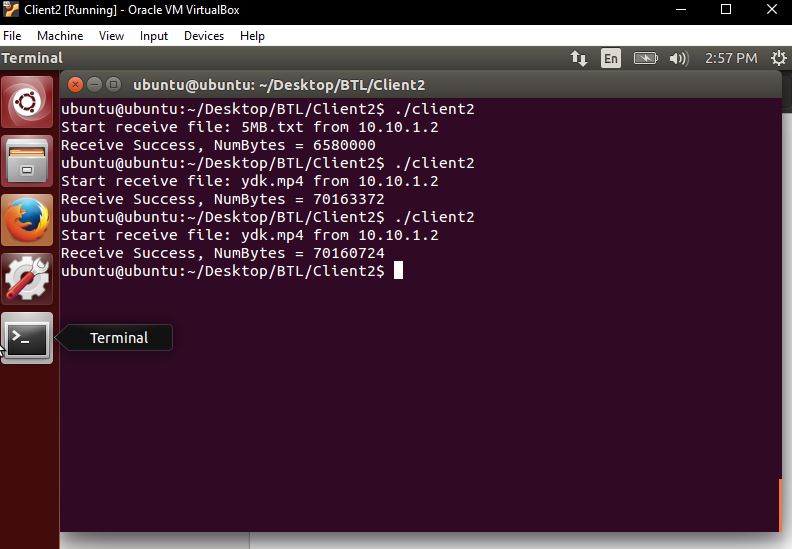 Client2 [Running] - Oracle VM VirtualBox
File Machine View Input Devices Help
Terminal En 2:57 PM
ubuntu@ubuntu: ~/Desktop/BTL/Client2
ubuntu@ubuntu:~/Desktop/BTL/Client2$ ./client2
Start receive file: 5MB.txt from 10.10.1.2
Receive Success, NumBytes = 6580000
ubuntu@ubuntu:~/Desktop/BTL/Client2$ ./client2
Start receive file: ydk.mp4 from 10.10.1.2
Receive Success, NumBytes = 70163372
ubuntu@ubuntu:~/Desktop/BTL/Client2$ ./client2
Start receive file: ydk.mp4 from 10.10.1.2
Receive Success, NumBytes = 70160724
ubuntu@ubuntu:~/Desktop/BTL/Client2$
>_ Terminal